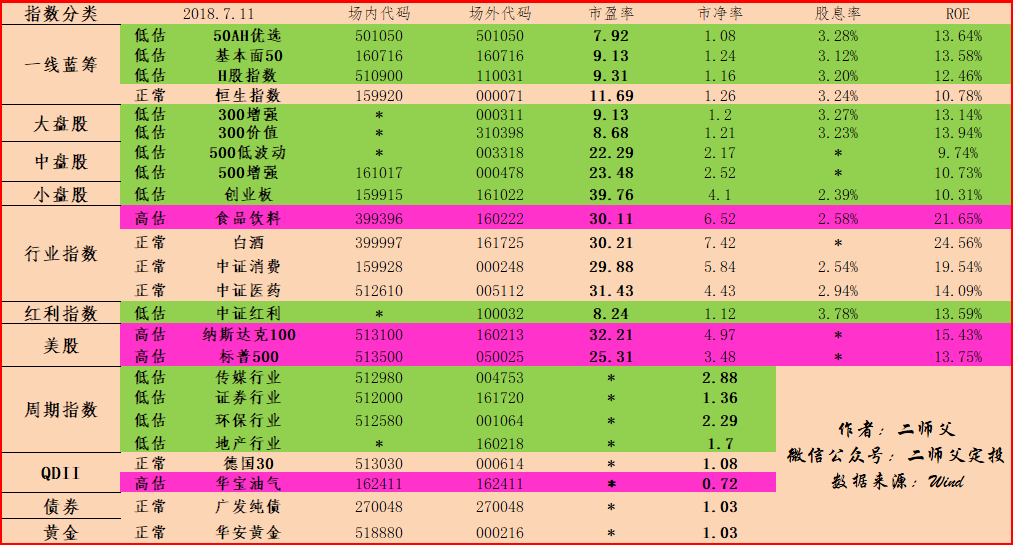 指数分类 2018.7.11 场内代码 场外代码 市盈率 市净率 股息率 ROE
一线蓝筹
低估 50AH优选 501050 501050 7.92 1.08 3.28% 13.64%
低估 基本面50 160716 160716 9.13 1.24 3.12% 13.58%
低估 H股指数 510900 110031 9.31 1.16 3.20% 12.46%
正常 恒生指数 159920 000071 11.69 1.26 3.24% 10.78%
大盘股
低估 300增强 * 000311 9.13 1.2 3.27% 13.14%
低估 300价值 * 310398 8.68 1.21 3.23% 13.94%
中盘股
低估 500低波动 * 003318 22.29 2.17 * 9.74%
低估 500增强 161017 000478 23.48 2.52 * 10.73%
小盘股 低估 创业板 159915 161022 39.76 4.1 2.39% 10.31%
行业指数
高估 食品饮料 399396 160222 30.11 6.52 2.58% 21.65%
正常 白酒 399997 161725 30.21 7.42 * 24.56%
正常 中证消费 159928 000248 29.88 5.84 2.54% 19.54%
正常 中证医药 512610 005112 31.43 4.43 2.94% 14.09%
红利指数 低估 中证红利 * 100032 8.24 1.12 3.78% 13.59%
美股
高估 纳斯达克100 513100 160213 32.21 4.97 * 15.43%
高估 标普500 513500 050025 25.31 3.48 * 13.75%
周期指数
低估 传媒行业 512980 004753 * 2.88
低估 证券行业 512000 161720 * 1.36
低估 环保行业 512580 001064 * 2.29
低估 地产行业 * 160218 * 1.7
QDII
正常 德国30 513030 000614 * 1.08
高估 华宝油气 162411 162411 * 0.72
债券 正常 广发纯债 270048 270048 * 1.03
黄金 正常 华安黄金 518880 000216 * 1.03
作者：二师父
微信公众号：二师父定投
数据来源：Wind